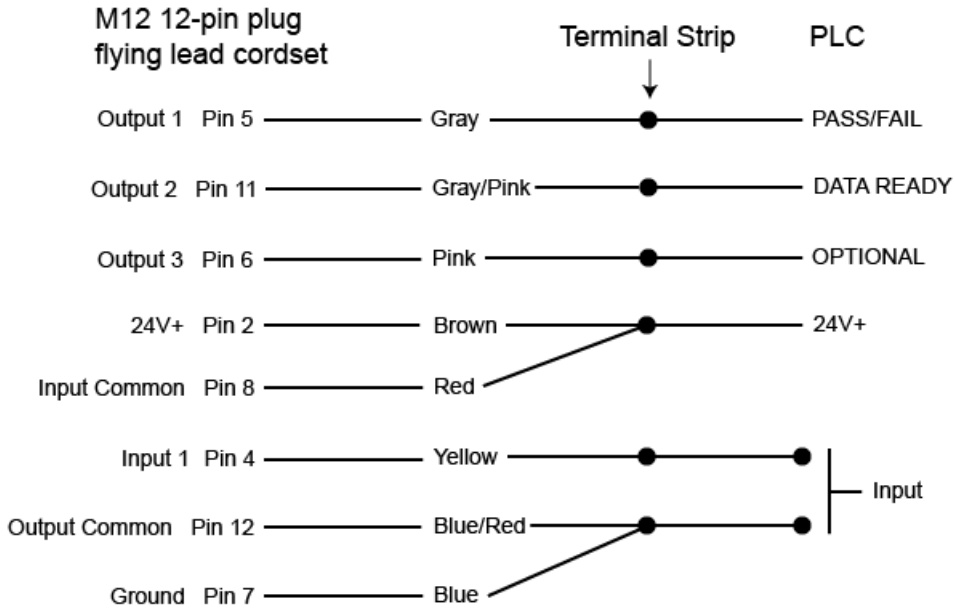 M12 12-pin plug
flying lead cordset
Terminal Strip PLC
Output 1 Pin 5 Gray PASS/FAIL
Output 2 Pin 11 Gray/Pink DATA READY
Output 3 Pin 6 Pink OPTIONAL
24V+ Pin 2 Brown 24V+
Input Common Pin 8 Red
Input 1 Pin 4 Yellow
Input
Output Common Pin 12 Blue/Red
Ground Pin 7 Blue